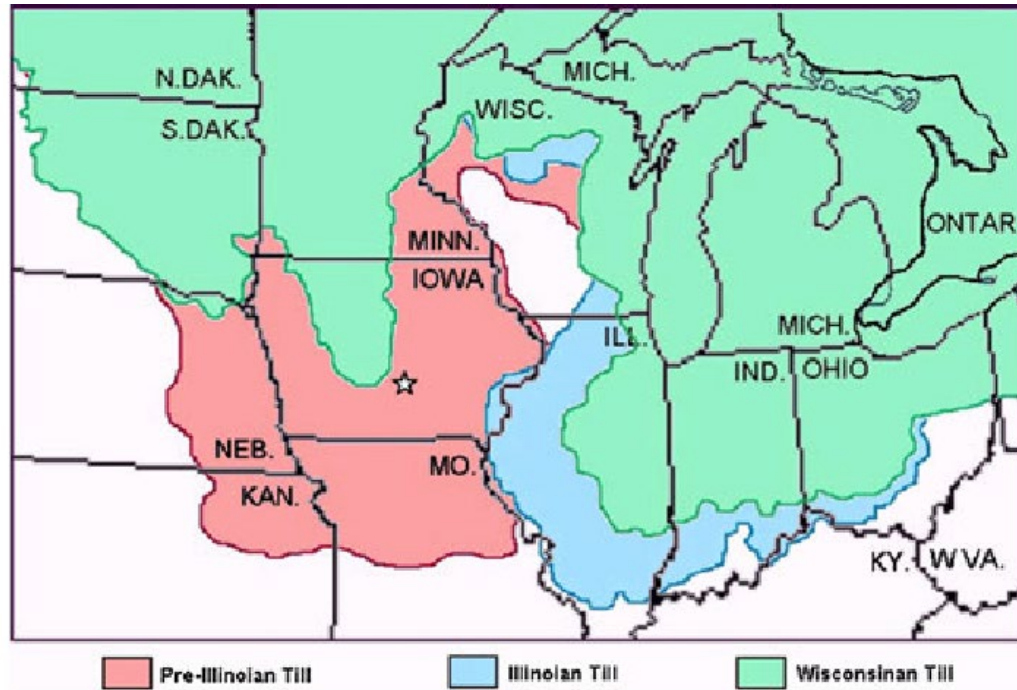 N.DAK.
MICH.
WISC.
S.DAK.
ONTAR
MINN.
IOWA
MICH.
ILL.
IND.
OHIO
NEB.
MO.
KAN.
KY.
W VA.
Pre-Illinoian Till
Illinoian Till
Wisconsinan Till